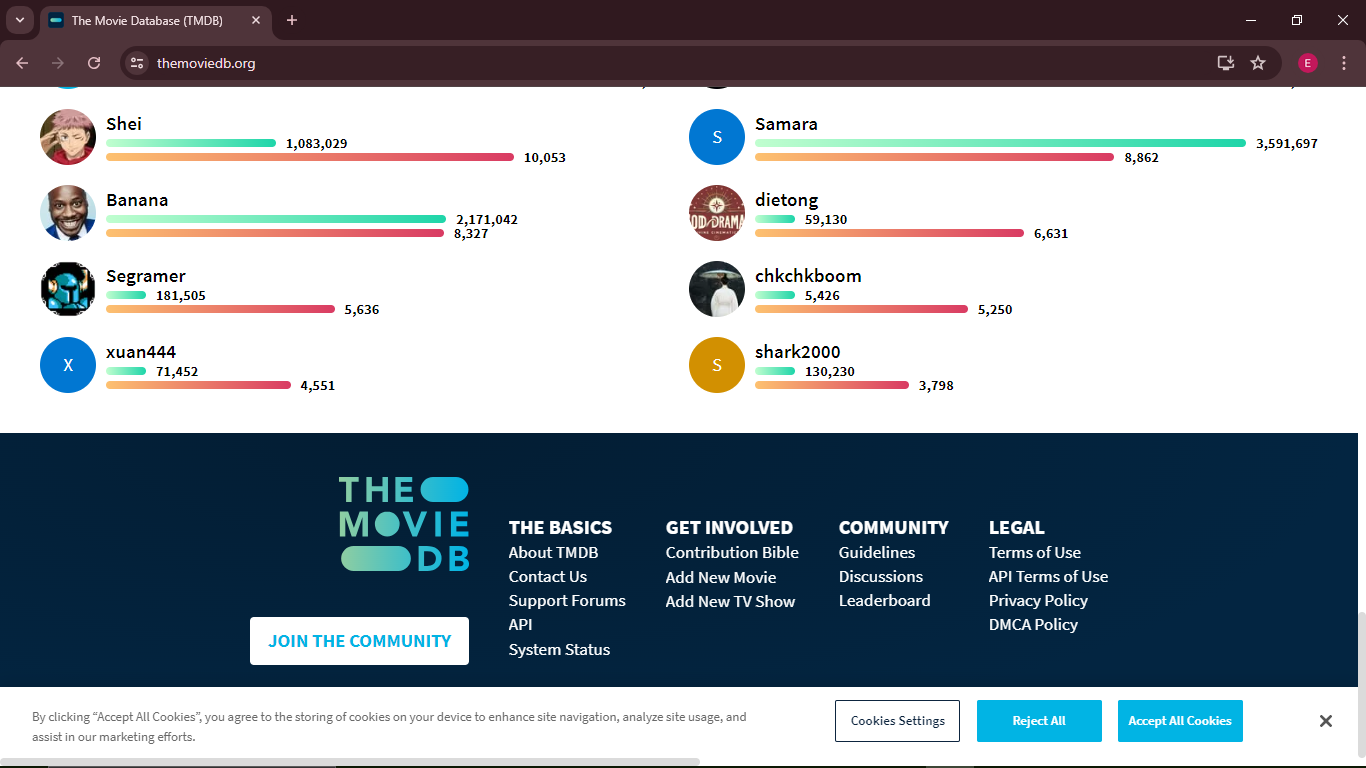 The Movie Database (TMDB)
themoviedb.org
E
Shei
1,083,029
10,053
S
Samara
3,591,697
8,862
Banana
2,171,042
8,327
dietong
59,130
6,631
Segramer
181,505
5,636
chkchkboom
5,426
5,250
X
xuan444
71,452
4,551
S
shark2000
130,230
3,798
THE
MOVIE
DB
JOIN THE COMMUNITY
THE BASICS
About TMDB
Contact Us
Support Forums
API
System Status
GET INVOLVED
Contribution Bible
Add New Movie
Add New TV Show
COMMUNITY
Guidelines
Discussions
Leaderboard
LEGAL
Terms of Use
API Terms of Use
Privacy Policy
DMCA Policy
By clicking “Accept All Cookies”, you agree to the storing of cookies on your device to enhance site navigation, analyze site usage, and
assist in our marketing efforts.
Cookies Settings
Reject All
Accept All Cookies